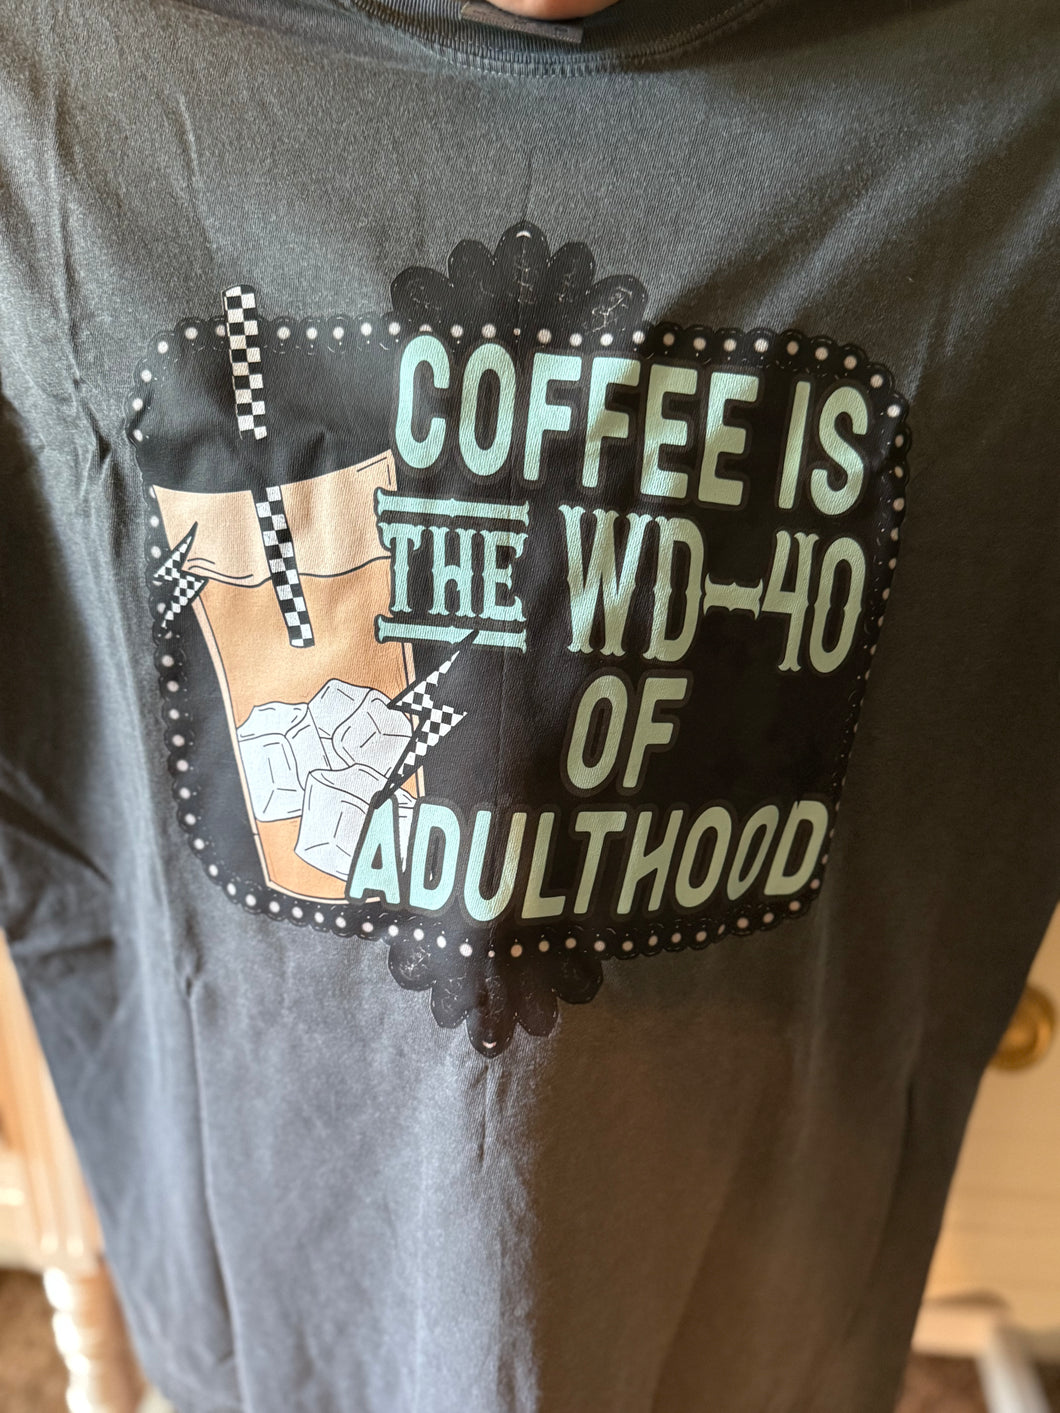 COFFEE IS
THE WD-40
OF
ADULTHOOD